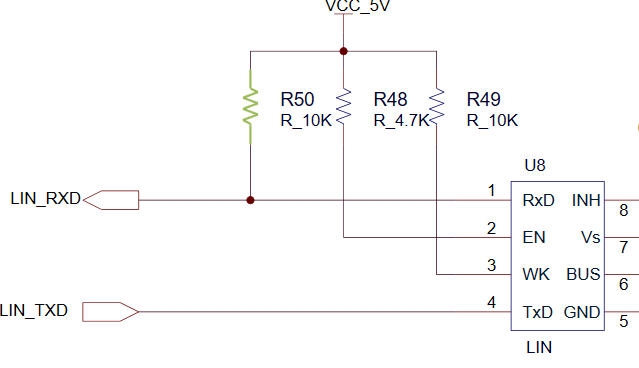 VCC_5V
R50
R_10K
R48
R_4.7K
R49
R_10K
U8
LIN_RXD
1
RxD
INH
8
2
EN
Vs
7
3
WK
BUS
6
LIN_TXD
4
TxD
GND
5
LIN